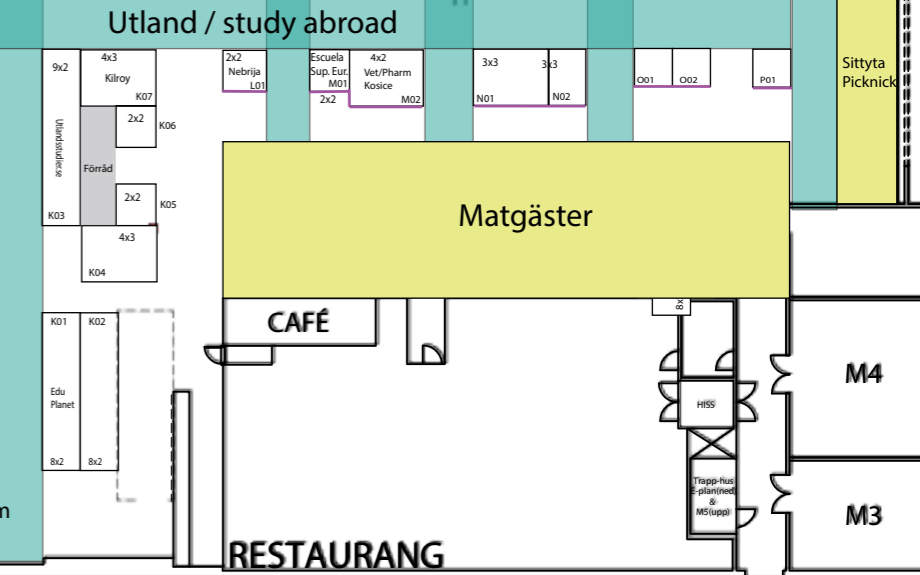 Utland / study abroad
9x2
Utlandsstudier.se
K03
4x3
Kilroy
K07
2x2
K06
Förråd
2x2
K05
4x3
K04
2x2
Nebrija
L01
Escuela
Sup. Eur.
M01
2x2
4x2
Vet/Pharm
Kosice
M02
3x3
N01
3x3
N02
O01
O02
P01
Sittyta
Picknick
Matgäster
CAFÉ
K01
K02
Edu
Planet
8x2
8x2
8x
HISS
Trapp-hus
E-plan(ned)
&
M5(upp)
M4
M3
RESTAURANG